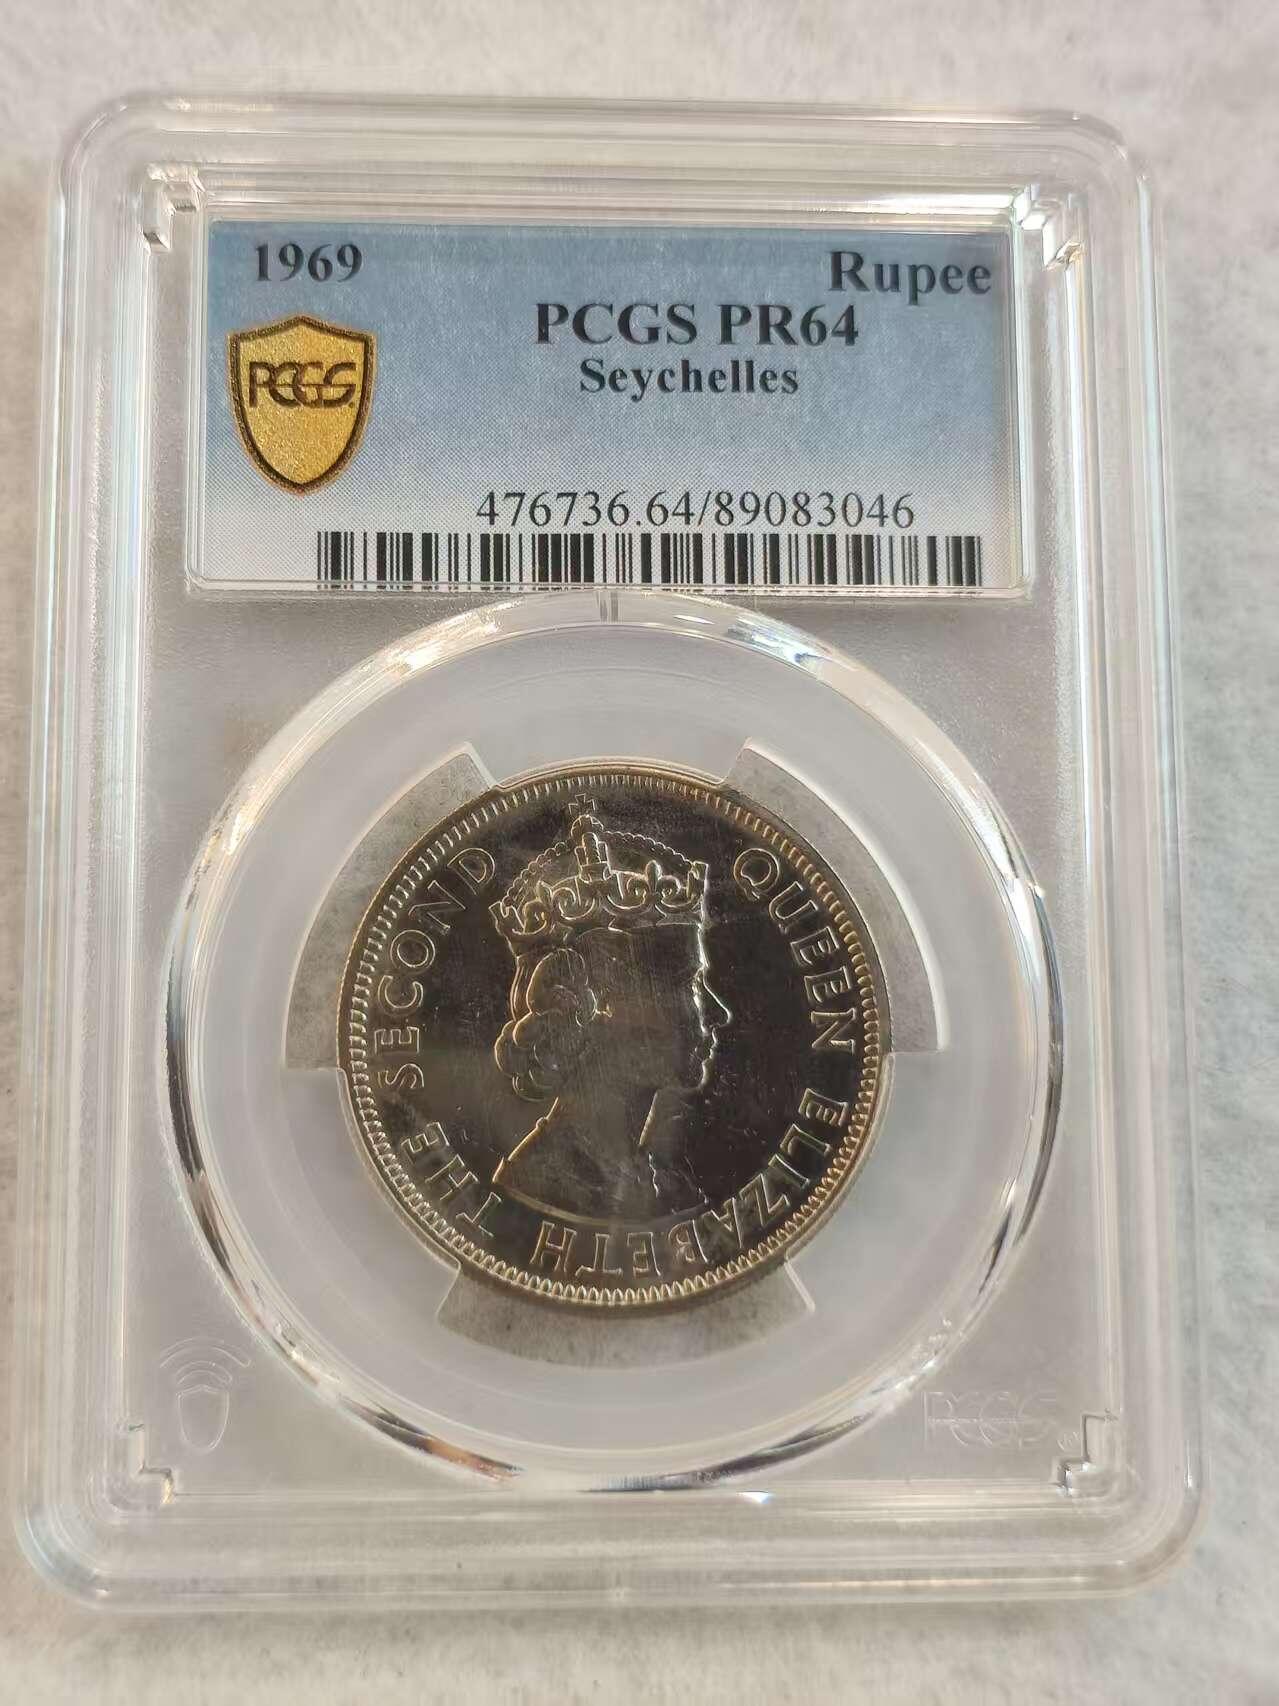 1969
Rupee
PCGS PR64
Seychelles
PCGS
476736.64/89083046
QUEEN ELIZABETH THE SECOND
PCGS